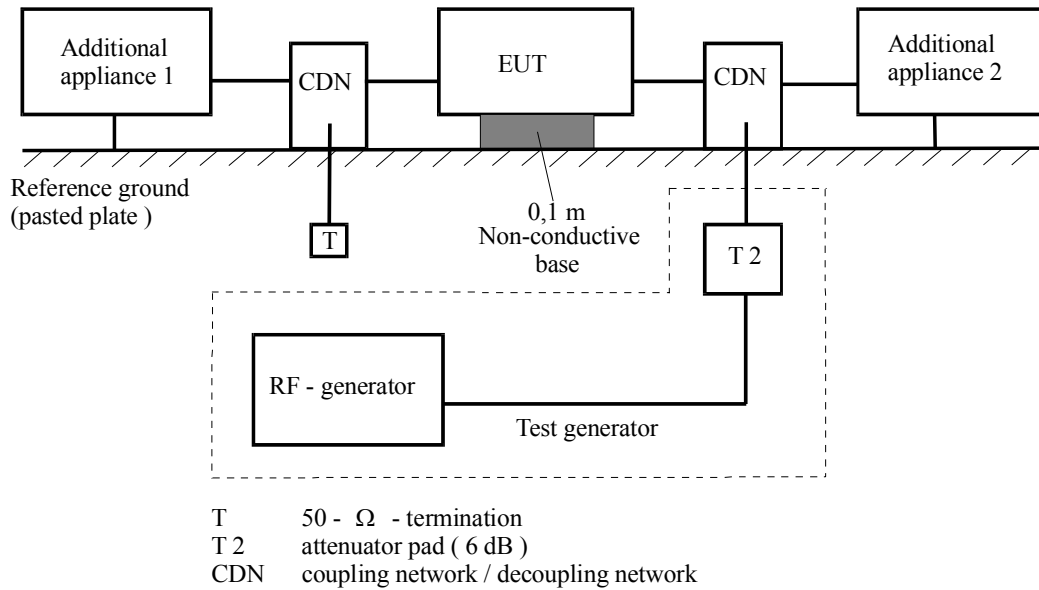 Additional
appliance 1
CDN
EUT
CDN
Additional
appliance 2
Reference ground
(pasted plate )
0,1 m
Non-conductive
base
T
T 2
RF - generator
Test generator
T 50 - Ω - termination
T 2 attenuator pad ( 6 dB )
CDN coupling network / decoupling network